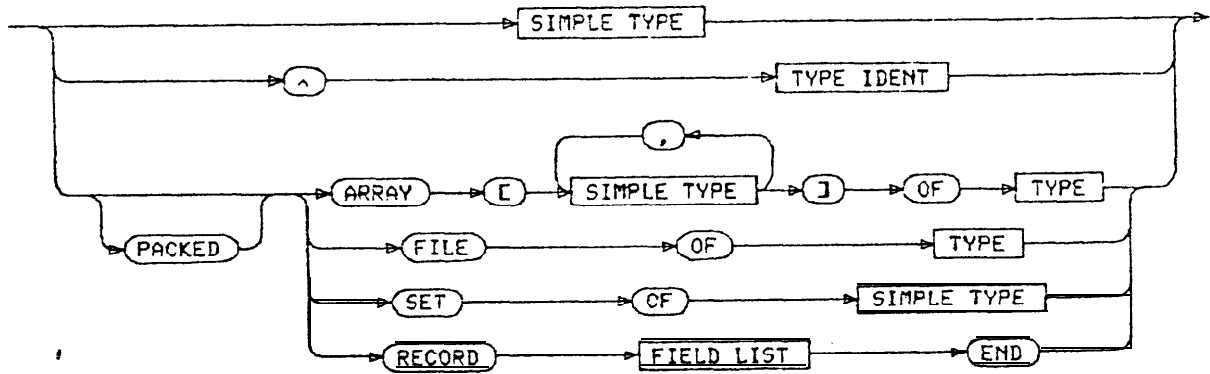 SIMPLE TYPE
^ TYPE IDENT
,
ARRAY [ SIMPLE TYPE ] OF TYPE
PACKED
FILE OF TYPE
SET OF SIMPLE TYPE
RECORD FIELD LIST END